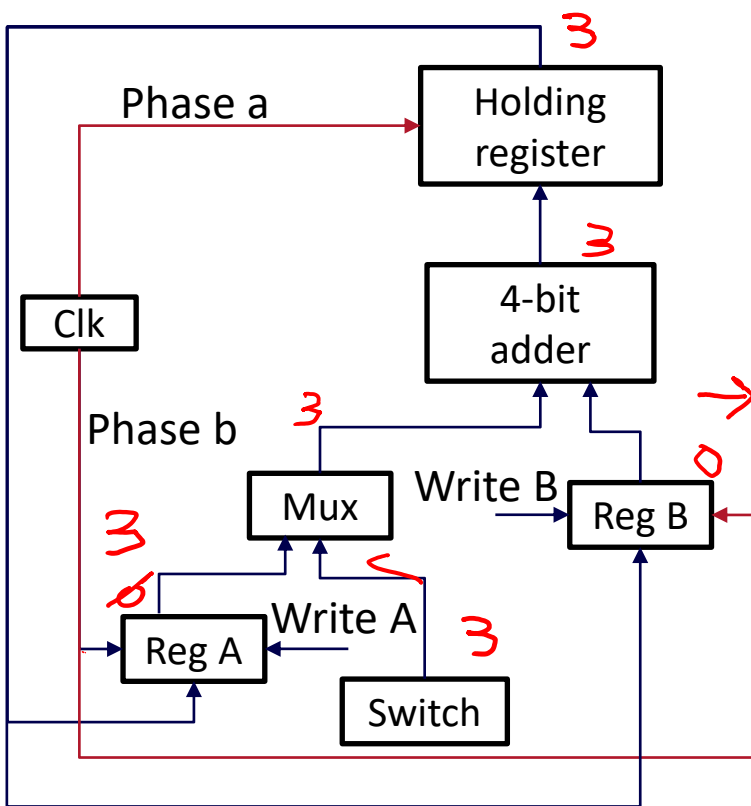 3
Phase a
Holding
register
3
4-bit
adder
Clk
3
Phase b
0
Write B
Mux
Reg B
3
0
Write A
Reg A
3
Switch